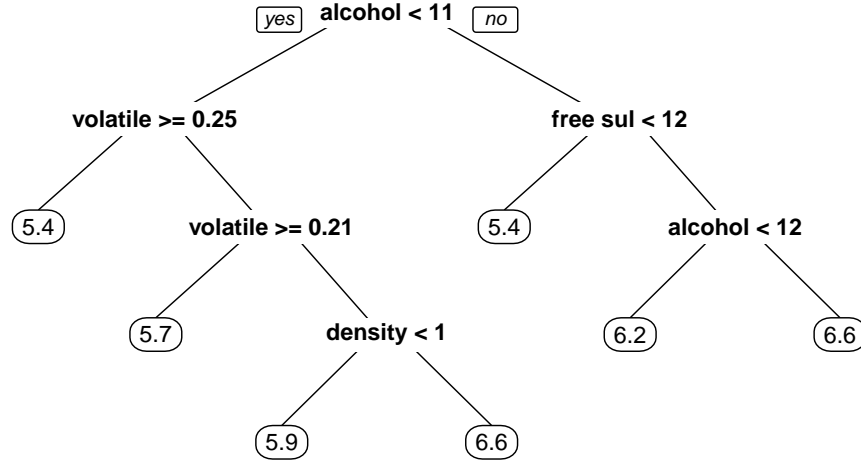 yes alcohol < 11 no
volatile >= 0.25 free sul < 12
5.4 volatile >= 0.21 5.4 alcohol < 12
5.7 density < 1 6.2 6.6
5.9 6.6